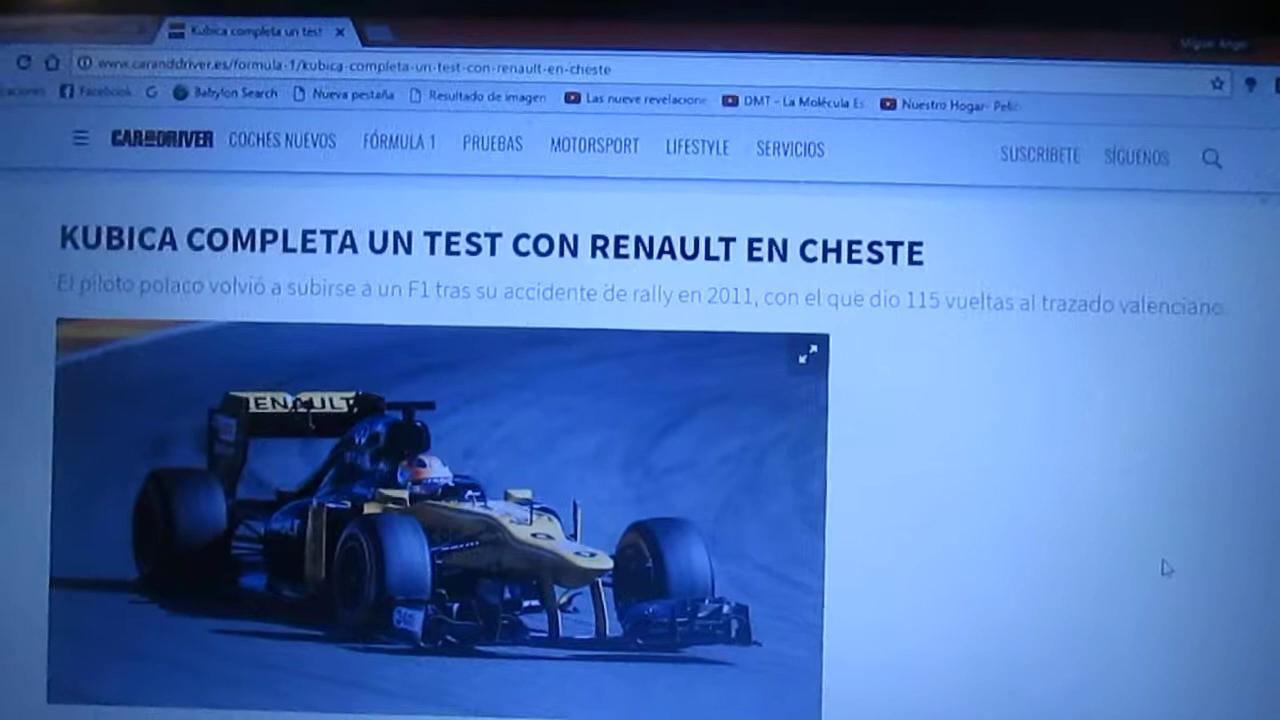 Kubica completa un test
Miguel Angel
www.caranddriver.es/formula-1/kubica-completa-un-test-con-renault-en-cheste
Facebook G Babylon Search Nueva pestaña Resultado de imagen Las nueve revelacione DMT - La Molécula Es Nuestro Hogar- Pelic
CAR AND DRIVER COCHES NUEVOS FÓRMULA 1 PRUEBAS MOTORSPORT LIFESTYLE SERVICIOS SUSCRÍBETE SÍGUENOS
KUBICA COMPLETA UN TEST CON RENAULT EN CHESTE
El piloto polaco volvió a subirse a un F1 tras su accidente de rally en 2011, con el que dio 115 vueltas al trazado valenciano.
RENAULT